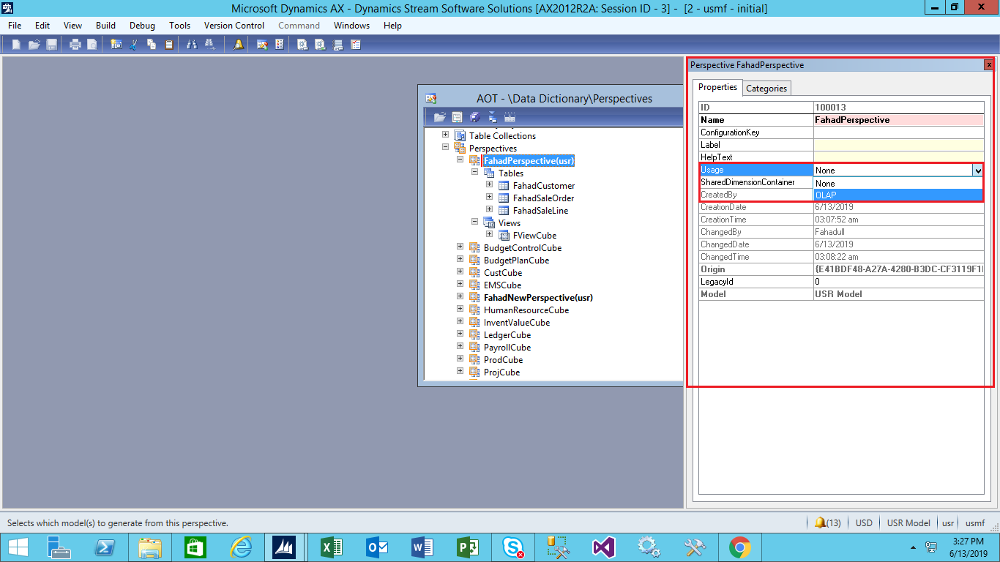 Microsoft Dynamics AX - Dynamics Stream Software Solutions [AX2012R2A: Session ID - 3] - [2 - usmf - initial]
File Edit View Build Debug Tools Version Control Command Windows Help
Perspective FahadPerspective
Properties Categories
ID 100013
Name FahadPerspective
ConfigurationKey
Label
HelpText
Usage None
SharedDimensionContainer None
CreatedBy OLAP
CreationDate 6/13/2019
CreationTime 03:07:52 am
ChangedBy Fahadull
ChangedDate 6/13/2019
ChangedTime 03:08:22 am
Origin {E41BDF48-A27A-4280-B3DC-CF3119F1
LegacyId 0
Model USR Model
AOT - \Data Dictionary\Perspectives
Table Collections
Perspectives
FahadPerspective(usr)
Tables
FahadCustomer
FahadSaleOrder
FahadSaleLine
Views
FViewCube
BudgetControlCube
BudgetPlanCube
CustCube
EMSCube
FahadNewPerspective(usr)
HumanResourceCube
InventValueCube
LedgerCube
PayrollCube
ProdCube
ProjCube
Selects which model(s) to generate from this perspective.
(13) USD USR Model usr usmf
3:27 PM
6/13/2019